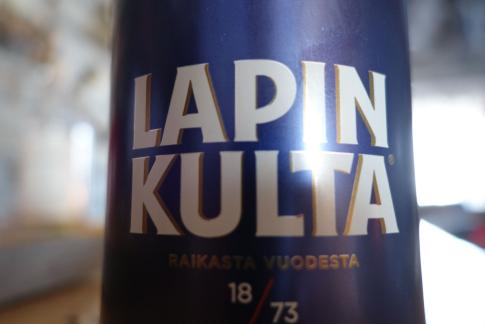 LAPIN
KULTA®
RAIKASTA VUODESTA
18/73